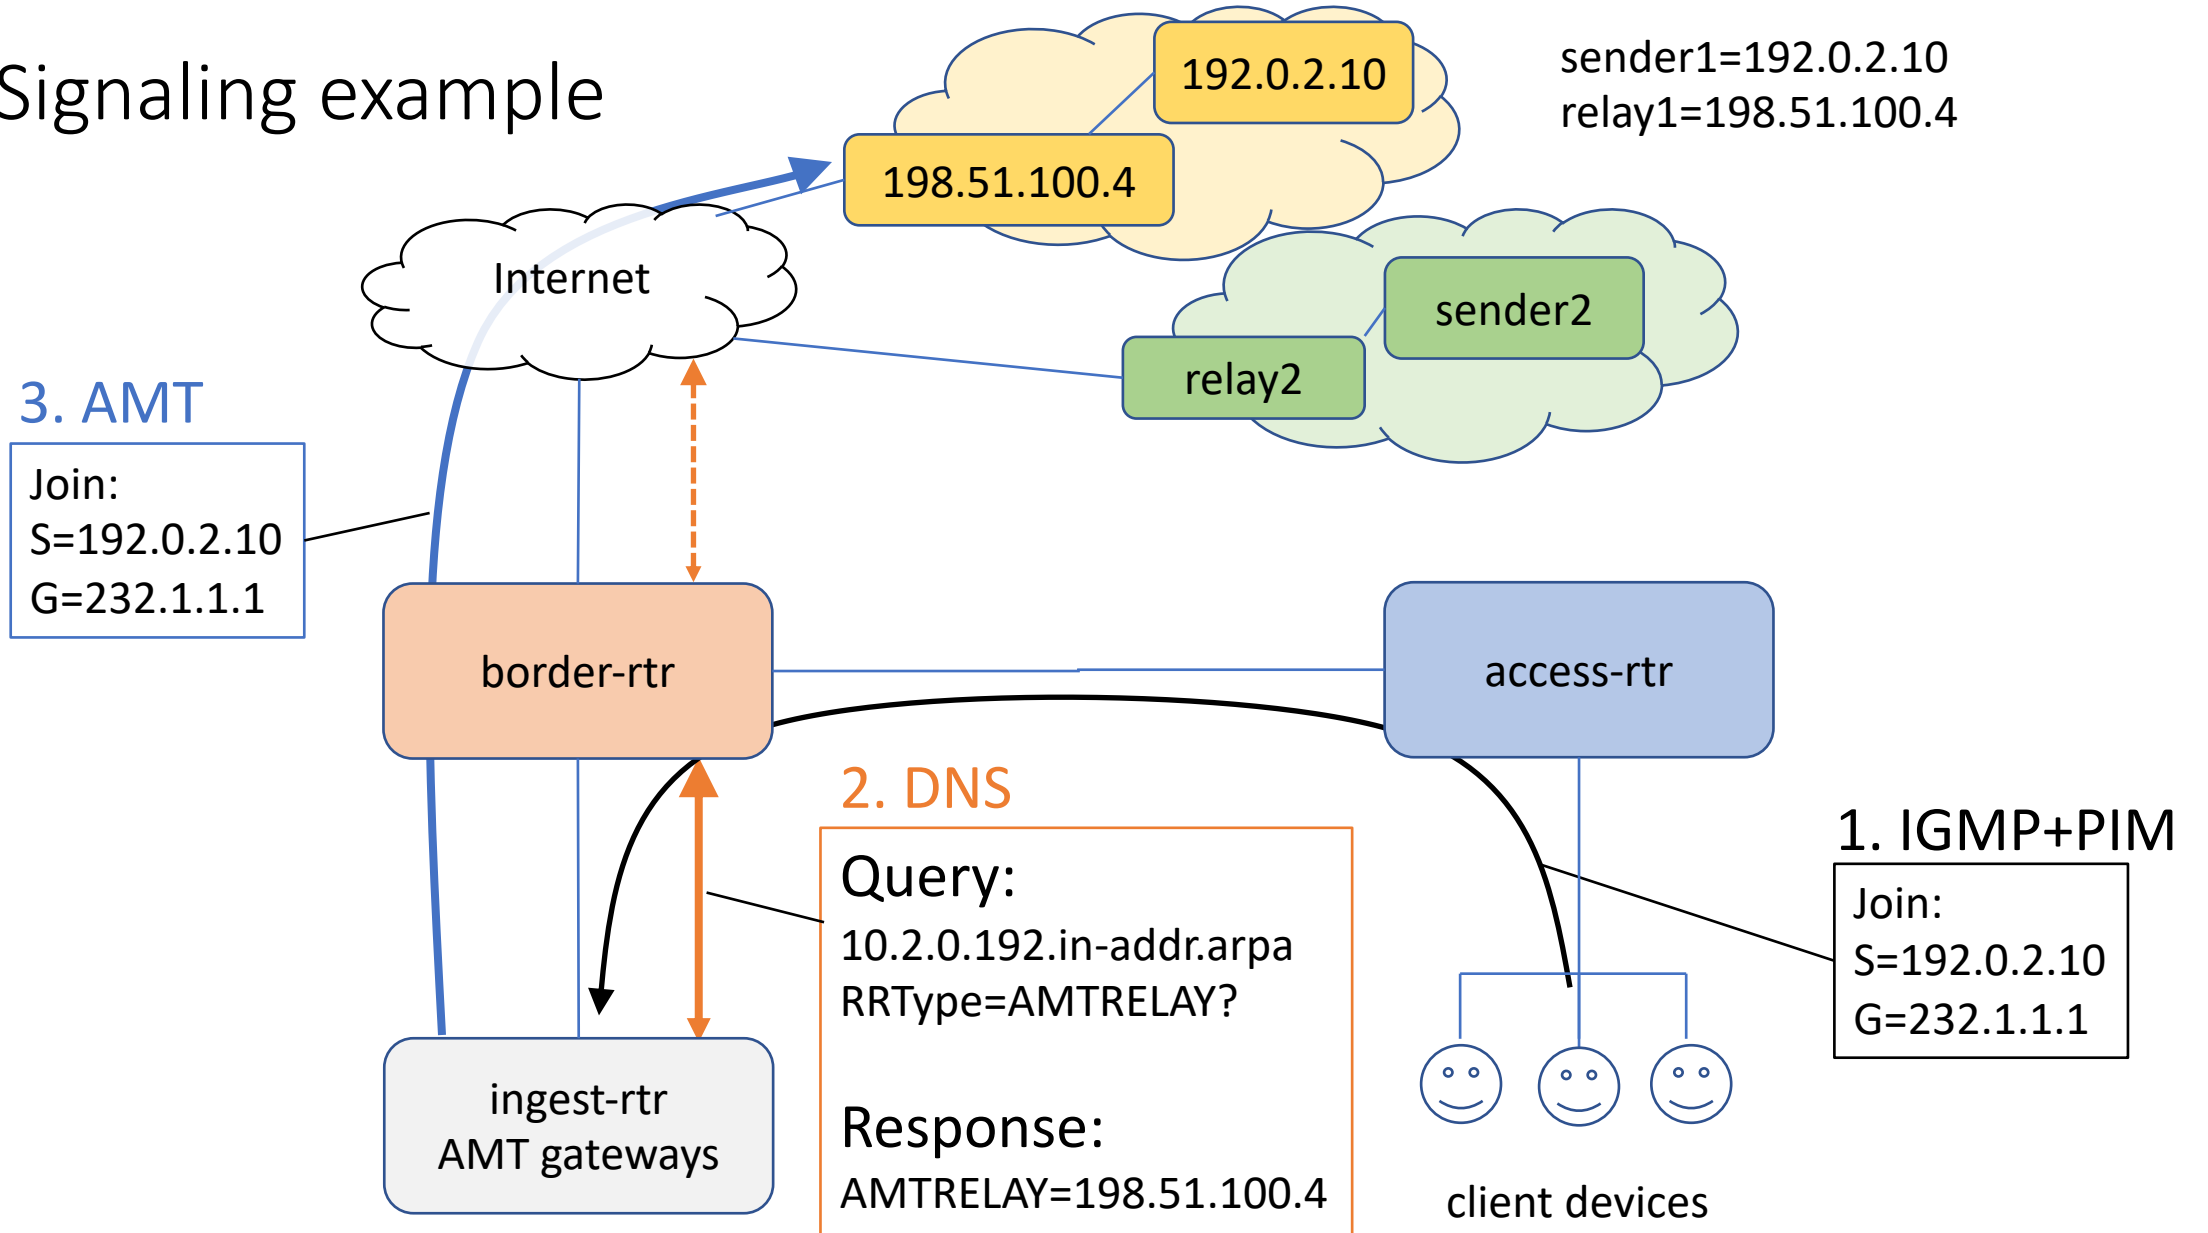 Signaling example
192.0.2.10
198.51.100.4
sender1=192.0.2.10
relay1=198.51.100.4
Internet
sender2
relay2
3. AMT
Join:
S=192.0.2.10
G=232.1.1.1
border-rtr
access-rtr
2. DNS
Query:
10.2.0.192.in-addr.arpa
RRType=AMTRELAY?
Response:
AMTRELAY=198.51.100.4
1. IGMP+PIM
Join:
S=192.0.2.10
G=232.1.1.1
ingest-rtr
AMT gateways
client devices